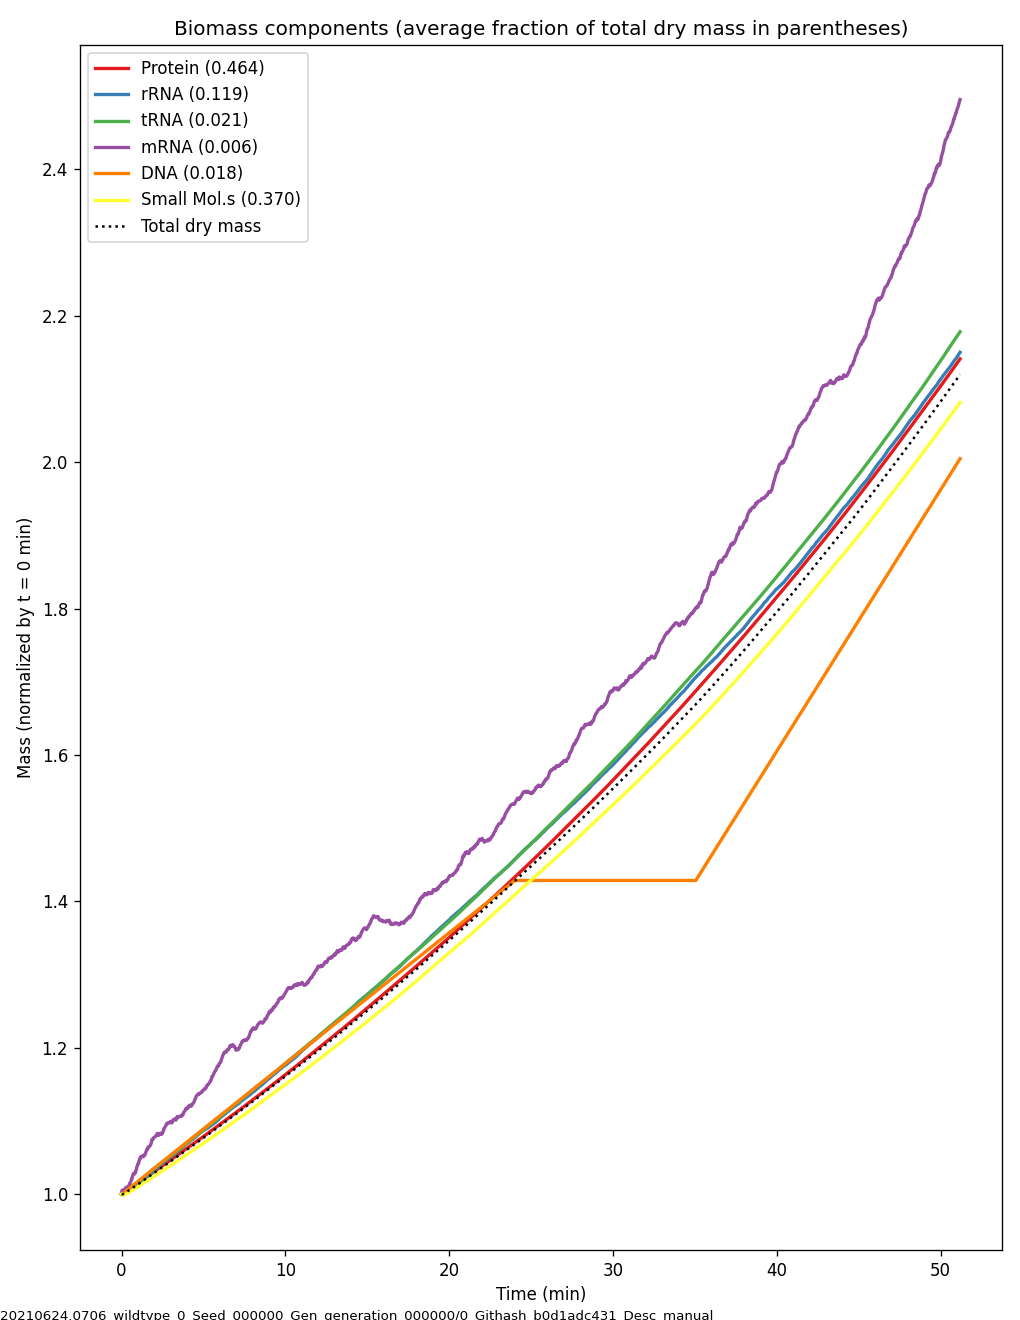 Biomass components (average fraction of total dry mass in parentheses)
Protein (0.464)
rRNA (0.119)
tRNA (0.021)
mRNA (0.006)
DNA (0.018)
Small Mol.s (0.370)
Total dry mass
2.4
2.2
2.0
1.8
1.6
1.4
1.2
1.0
Mass (normalized by t = 0 min)
0 10 20 30 40 50
Time (min)
20210624.0706_wildtype_0_Seed_000000_Gen_generation_000000/0_Githash_b0d1adc431_Desc_manual